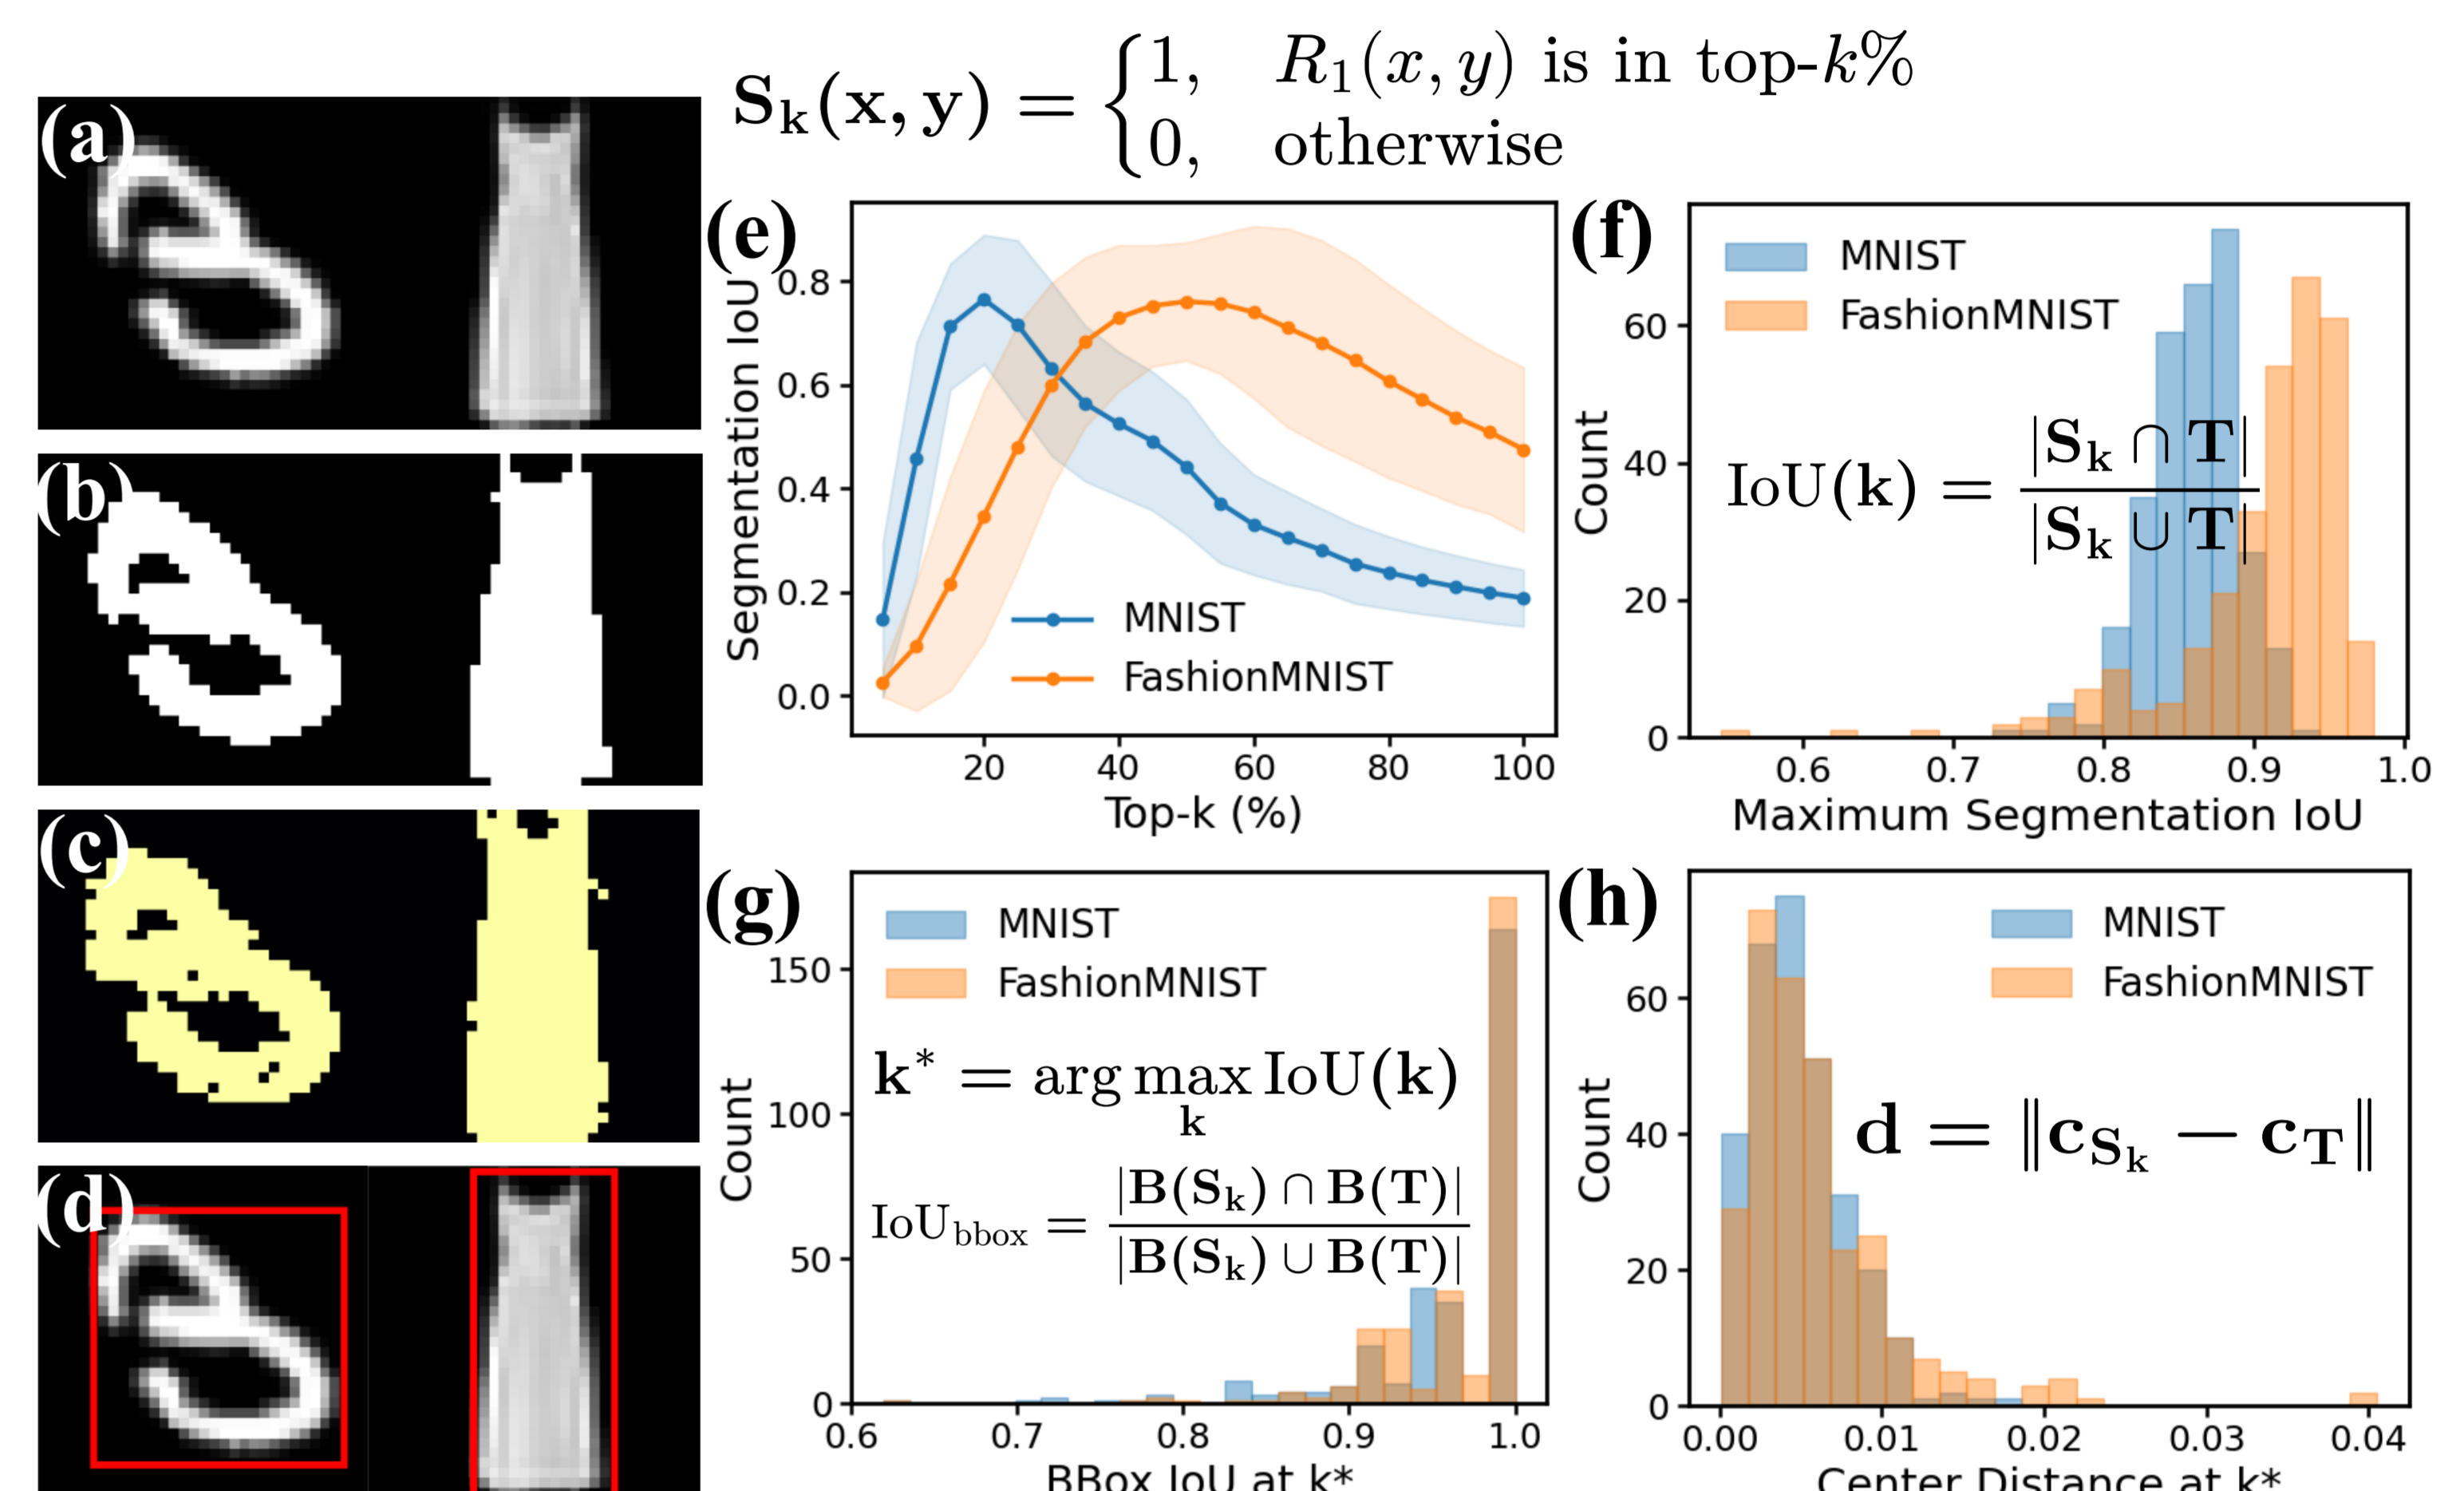 S_k(x, y) = { 1, R_1(x, y) is in top-k%
0, otherwise
(a)
(b)
(c)
(d)
(e)
Segmentation IoU
0.8
0.6
0.4
0.2
0.0
MNIST
FashionMNIST
20 40 60 80 100
Top-k (%)
(f)
MNIST
FashionMNIST
Count
60
40
20
0
IoU(k) = |S_k ∩ T| / |S_k ∪ T|
0.6 0.7 0.8 0.9 1.0
Maximum Segmentation IoU
(g)
MNIST
FashionMNIST
Count
150
100
50
0
k* = arg max_k IoU(k)
IoU_bbox = |B(S_k) ∩ B(T)| / |B(S_k) ∪ B(T)|
0.6 0.7 0.8 0.9 1.0
BBox IoU at k*
(h)
MNIST
FashionMNIST
Count
60
40
20
0
d = ‖c_{S_k} − c_T‖
0.00 0.01 0.02 0.03 0.04
Center Distance at k*